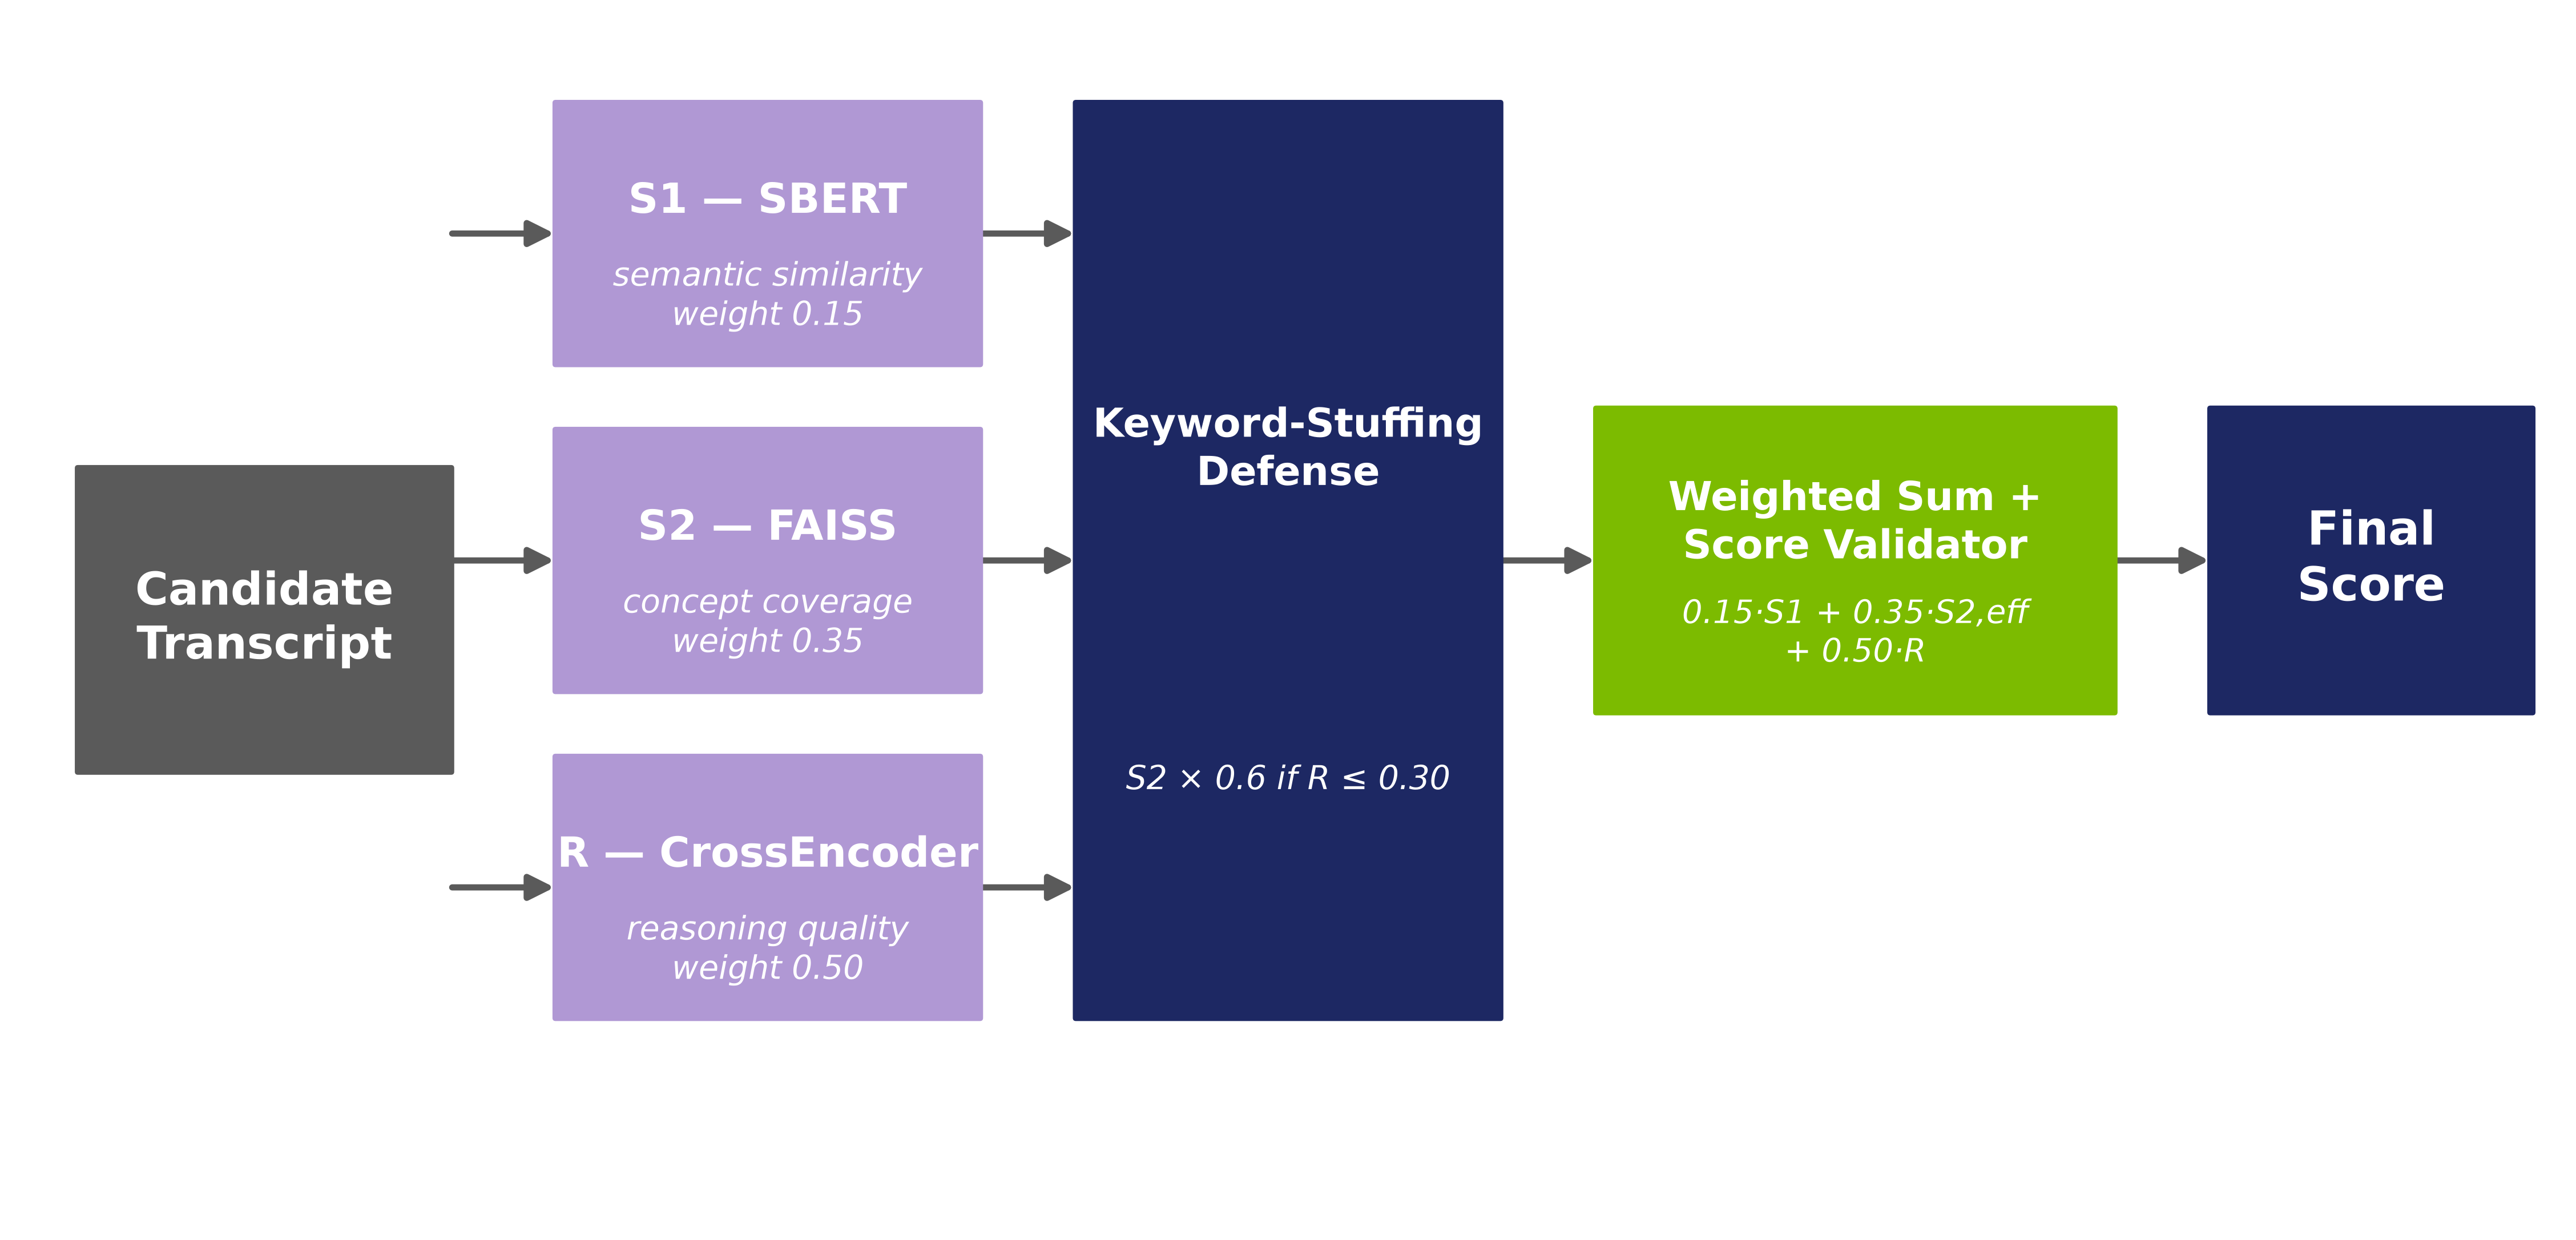 Candidate
Transcript
S1 — SBERT
semantic similarity
weight 0.15
S2 — FAISS
concept coverage
weight 0.35
R — CrossEncoder
reasoning quality
weight 0.50
Keyword-Stuffing
Defense
S2 × 0.6 if R ≤ 0.30
Weighted Sum +
Score Validator
0.15·S1 + 0.35·S2,eff
+ 0.50·R
Final
Score